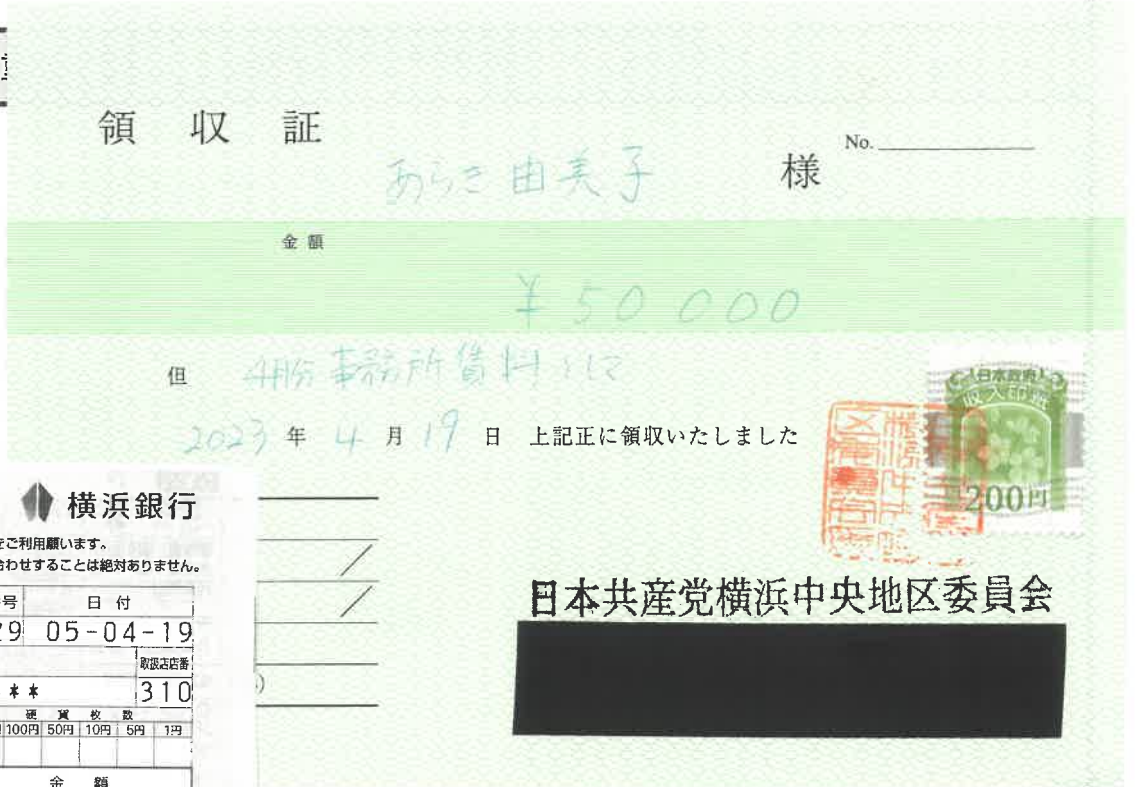 領収証
No.
あらき由美子 様
金額
¥50000
但 4月分事務所賃料として
2023年4月19日 上記正に領収いたしました
日本政府
収入印紙
200円
日本共産党横浜中央地区委員会
横浜銀行
をご利用願います。
合わせすることは絶対ありません。
号 日付
29 05-04-19
取扱店店番
** 310
硬貨枚数
100円 50円 10円 5円 1円
金額